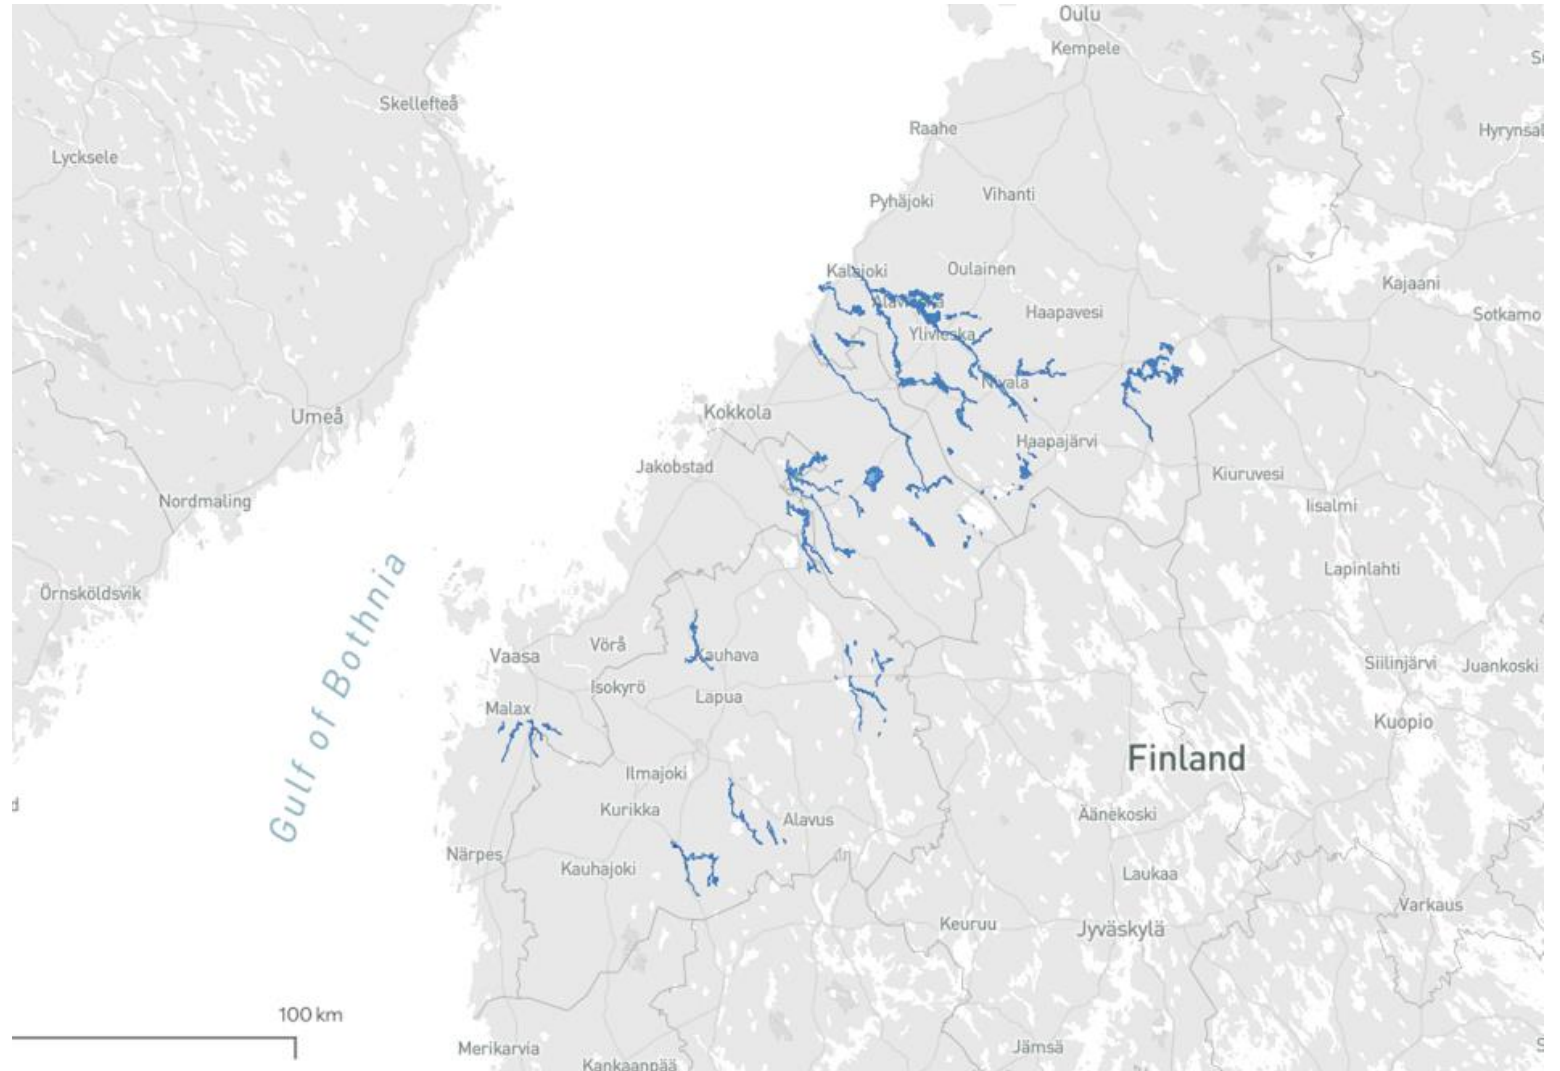 Oulu
Kempele
Skellefteå
Raahe
Hyrynsal
Lycksele
Vihanti
Pyhäjoki
Kalajoki
Oulainen
Kajaani
Alavieska
Haapavesi
Sotkamo
Ylivieska
Nivala
Umeå
Kokkola
Haapajärvi
Jakobstad
Kiuruvesi
Nordmaling
Iisalmi
Lapinlahti
Örnsköldsvik
Gulf of Bothnia
Vörå
Vaasa
Kauhava
Siilinjärvi
Juankoski
Isokyrö
Lapua
Malax
Kuopio
Finland
Ilmajoki
Kurikka
Alavus
Äänekoski
Närpes
Kauhajoki
Laukaa
Varkaus
Keuruu
Jyväskylä
100 km
Merikarvia
Jämsä
Kankaanpää